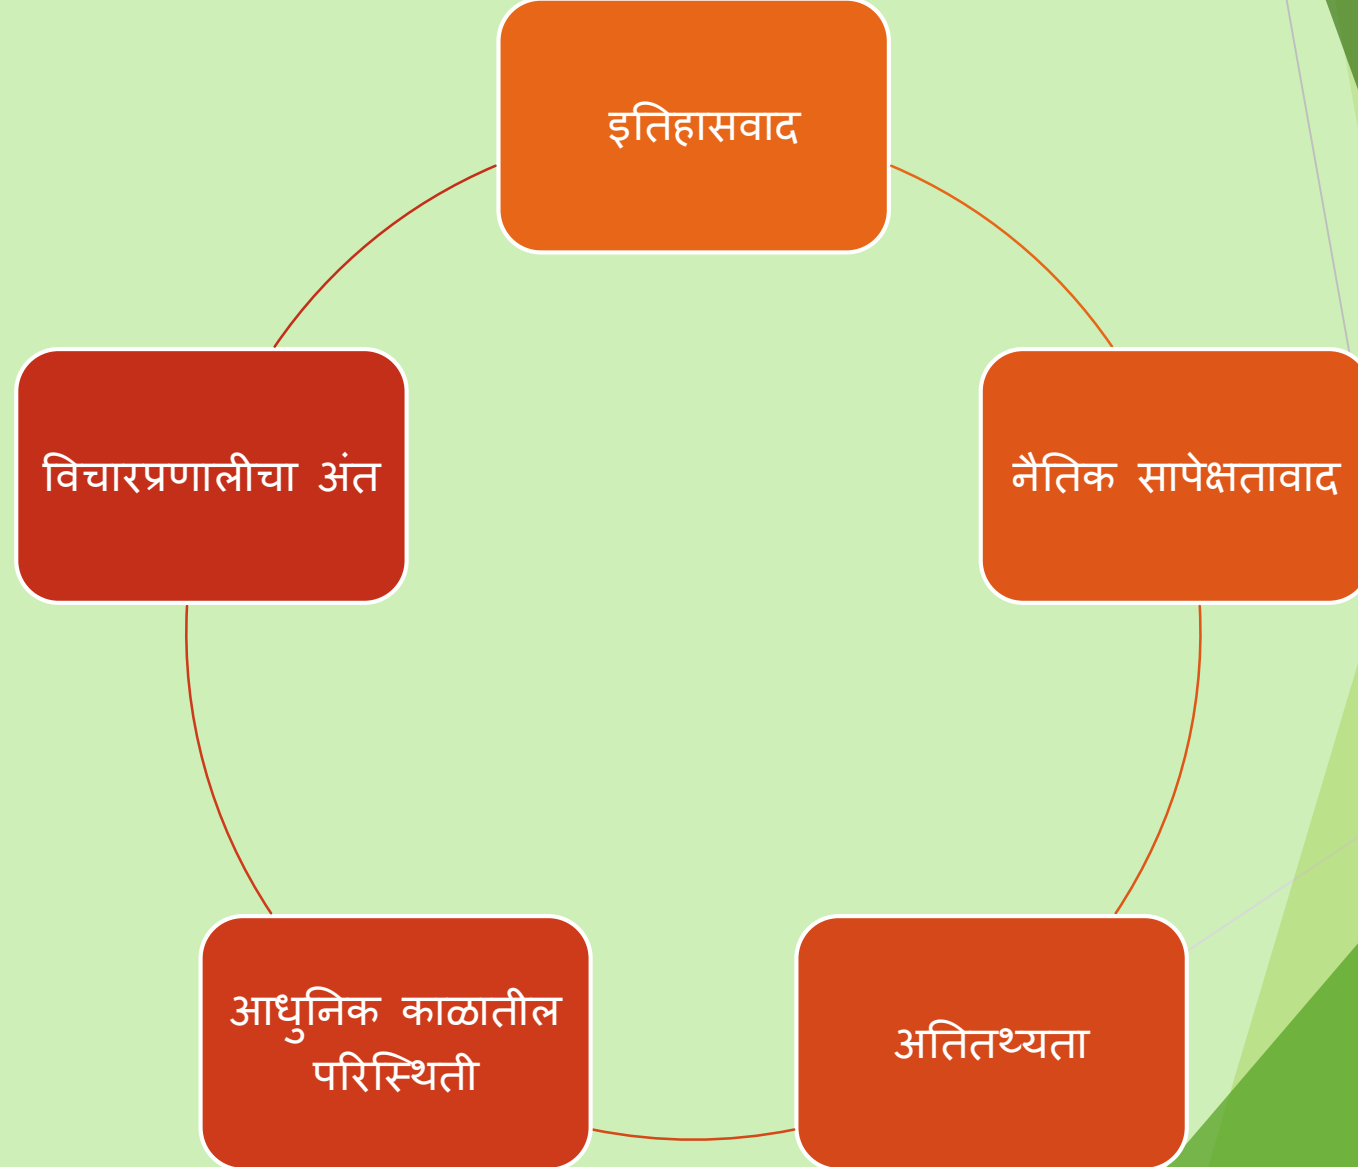 इतिहासवाद
नैतिक सापेक्षतावाद
अतितथ्यता
आधुनिक काळातील
परिस्थिती
विचारप्रणालीचा अंत